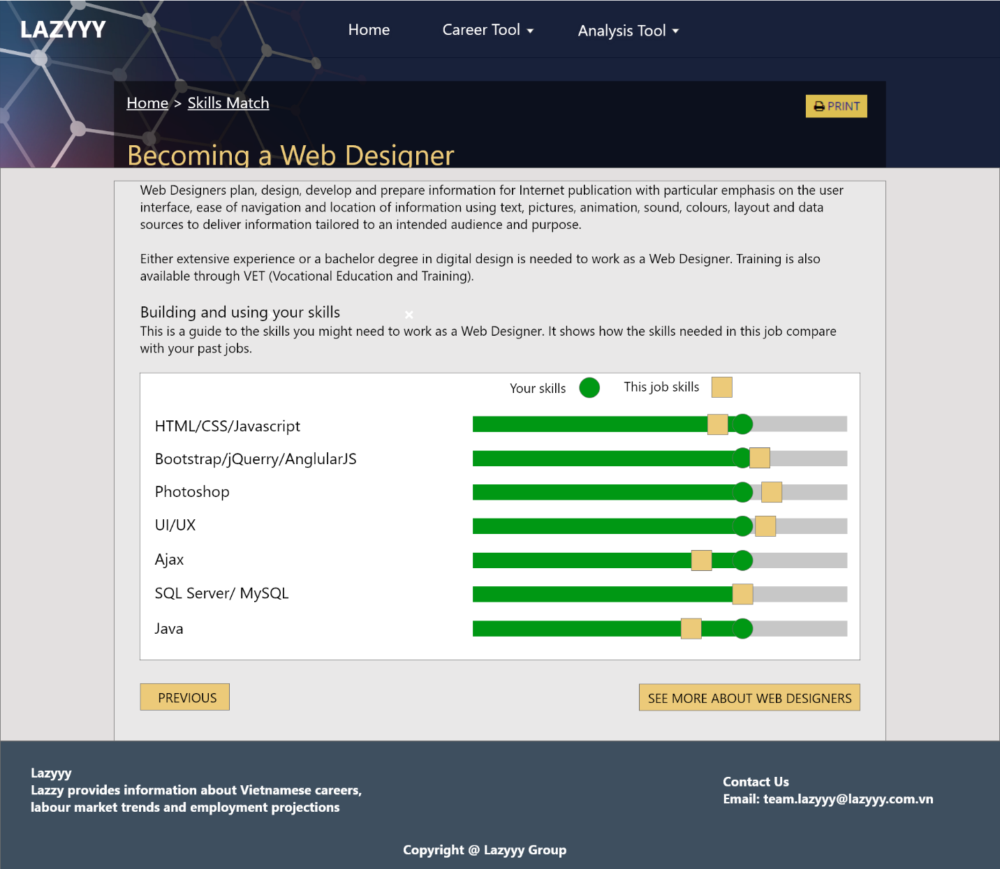 LAZYYY
Home
Career Tool
Analysis Tool
Home > Skills Match
PRINT
Becoming a Web Designer
Web Designers plan, design, develop and prepare information for Internet publication with particular emphasis on the user
interface, ease of navigation and location of information using text, pictures, animation, sound, colours, layout and data
sources to deliver information tailored to an intended audience and purpose.
Either extensive experience or a bachelor degree in digital design is needed to work as a Web Designer. Training is also
available through VET (Vocational Education and Training).
Building and using your skills
This is a guide to the skills you might need to work as a Web Designer. It shows how the skills needed in this job compare
with your past jobs.
Your skills
This job skills
HTML/CSS/Javascript
Bootstrap/jQuerry/AnglularJS
Photoshop
UI/UX
Ajax
SQL Server/ MySQL
Java
PREVIOUS
SEE MORE ABOUT WEB DESIGNERS
Lazyyy
Lazzy provides information about Vietnamese careers,
labour market trends and employment projections
Contact Us
Email: team.lazyyy@lazyyy.com.vn
Copyright @ Lazyyy Group